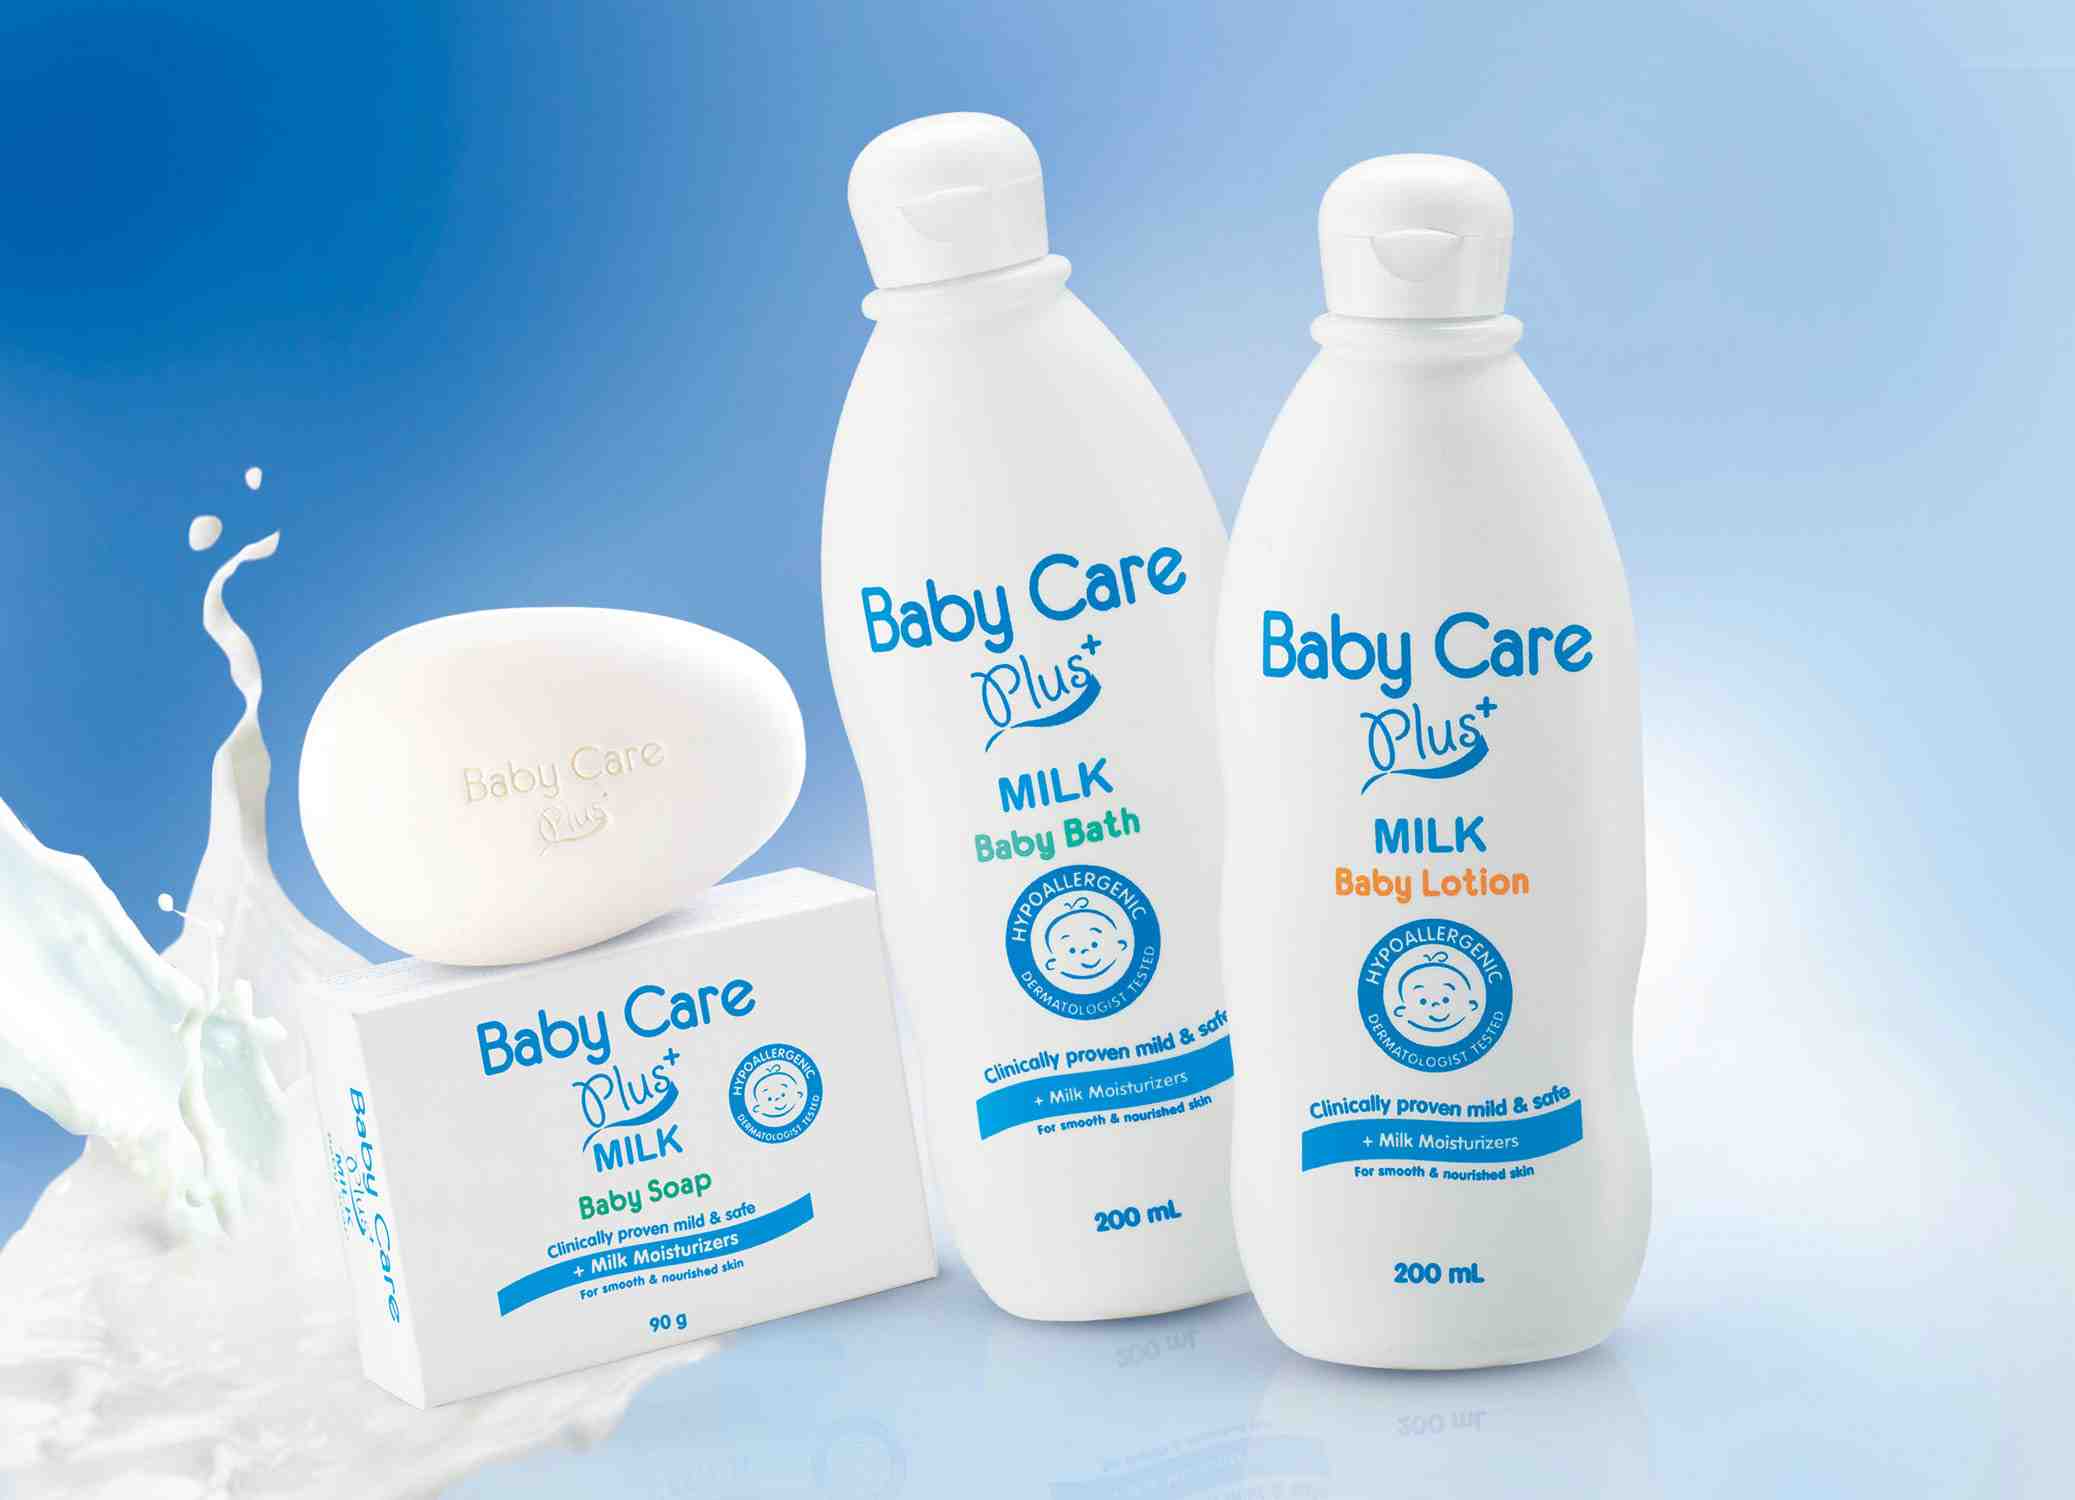 Baby Care
Plus
Baby Care
Plus+
MILK
Baby Soap
HYPOALLERGENIC
DERMATOLOGIST TESTED
Clinically proven mild & safe
+ Milk Moisturizers
For smooth & nourished skin
90 g
Baby Care
Plus+
MILK
Baby Care
Plus+
MILK
Baby Bath
HYPOALLERGENIC
DERMATOLOGIST TESTED
Clinically proven mild & safe
+ Milk Moisturizers
For smooth & nourished skin
200 mL
Baby Care
Plus+
MILK
Baby Lotion
HYPOALLERGENIC
DERMATOLOGIST TESTED
Clinically proven mild & safe
+ Milk Moisturizers
For smooth & nourished skin
200 mL